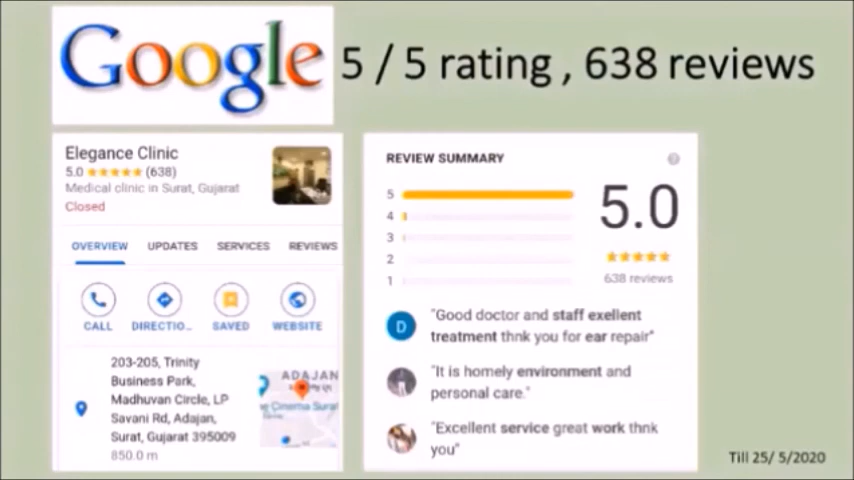 Google 5 / 5 rating , 638 reviews
Elegance Clinic
5.0 (638)
Medical clinic in Surat, Gujarat
Closed
OVERVIEW UPDATES SERVICES REVIEWS
CALL DIRECTIO... SAVED WEBSITE
203-205, Trinity
Business Park,
Madhuvan Circle, LP
Savani Rd, Adajan,
Surat, Gujarat 395009
850.0 m
ADAJAN
e Cinema Surat
REVIEW SUMMARY
?
5
4
3
2
1
5.0
638 reviews
D
"Good doctor and staff exellent
treatment thnk you for ear repair"
"It is homely environment and
personal care."
"Excellent service great work thnk
you"
Till 25/ 5/2020